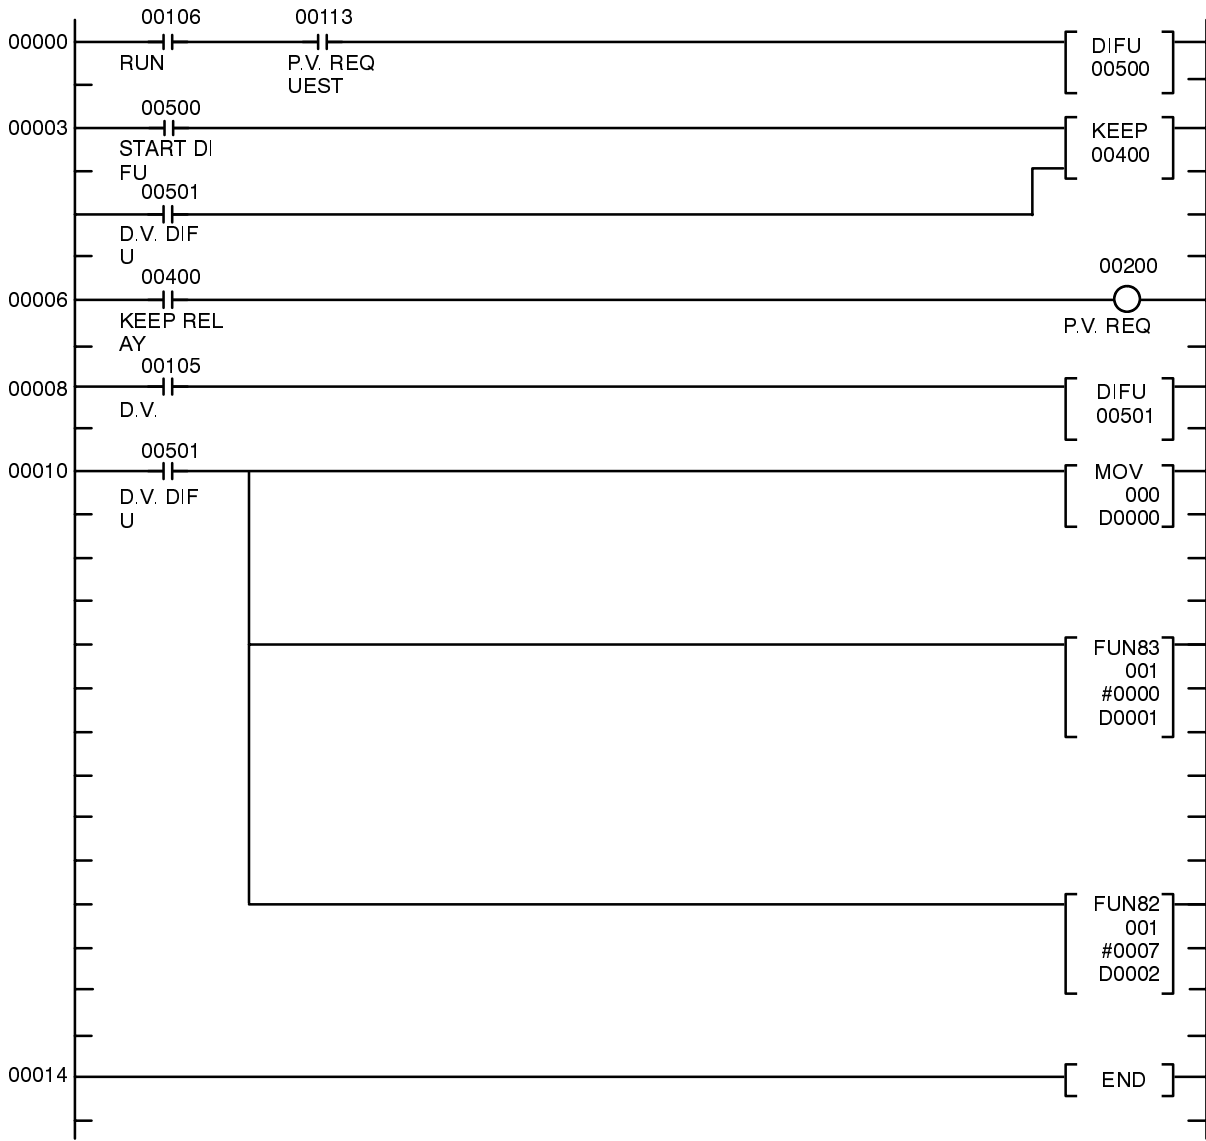 00106 00113
00000 DIFU
RUN P.V. REQ 00500
UEST
00500
00003 KEEP
START DI 00400
FU
00501
D.V. DIF
U
00400 00200
00006
KEEP REL P.V. REQ
AY
00105
00008 DIFU
D.V. 00501
00501
00010 MOV
D.V. DIF 000
U D0000
FUN83
001
#0000
D0001
FUN82
001
#0007
D0002
00014 END